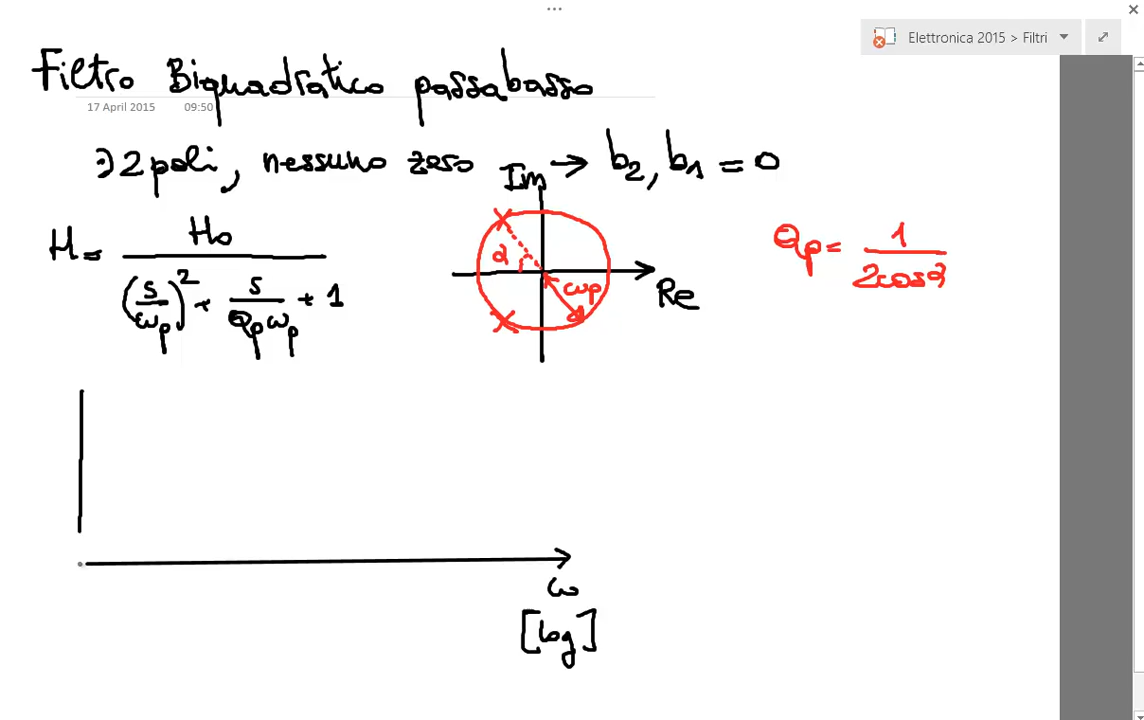 Elettronica 2015 > Filtri
Filtro Biquadratico passabasso
17 April 2015 09:50
∃ 2 poli, nessuno zero → b₂, b₁ = 0
H = H₀ / ((s/ωp)² + s/(Qp ωp) + 1)
Im
α
ωp
Re
Qp = 1 / (2cosα)
ω
[log]